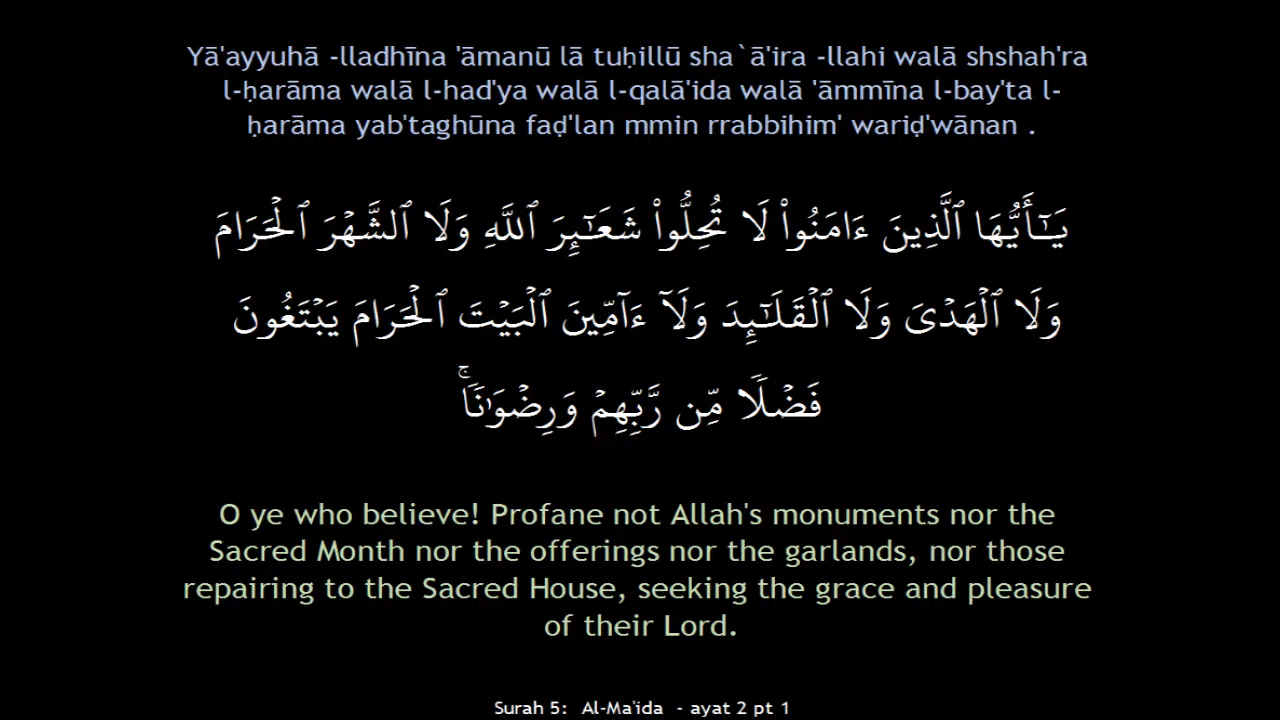 Yā'ayyuhā -lladhīna 'āmanū lā tuḥillū sha`ā'ira -llahi walā shshah'ra
l-ḥarāma walā l-had'ya walā l-qalā'ida walā 'āmmīna l-bay'ta l-
ḥarāma yab'taghūna faḍ'lan mmin rrabbihim' wariḍ'wānan .
يَـٰٓأَيُّهَا ٱلَّذِينَ ءَامَنُوا۟ لَا تُحِلُّوا۟ شَعَـٰٓئِرَ ٱللَّهِ وَلَا ٱلشَّهْرَ ٱلْحَرَامَ
وَلَا ٱلْهَدْىَ وَلَا ٱلْقَلَـٰٓئِدَ وَلَآ ءَآمِّينَ ٱلْبَيْتَ ٱلْحَرَامَ يَبْتَغُونَ
فَضْلًا مِّن رَّبِّهِمْ وَرِضْوَٰنًا ۚ
O ye who believe! Profane not Allah's monuments nor the
Sacred Month nor the offerings nor the garlands, nor those
repairing to the Sacred House, seeking the grace and pleasure
of their Lord.
Surah 5: Al-Ma'ida - ayat 2 pt 1